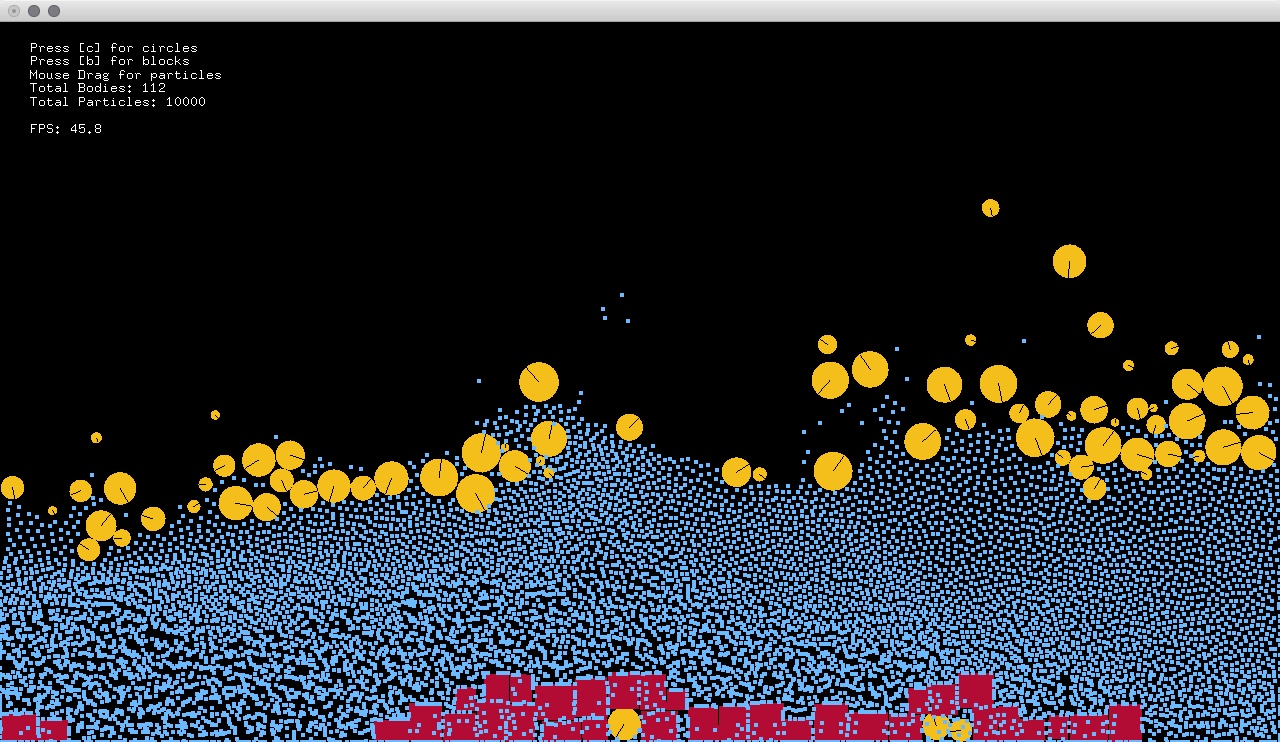 Press [c] for circles
Press [b] for blocks
Mouse Drag for particles
Total Bodies: 112
Total Particles: 10000
FPS: 45.8